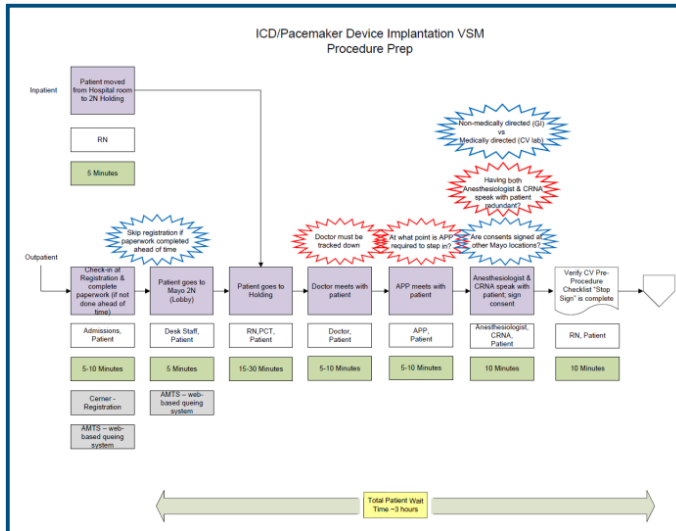 ICD/Pacemaker Device Implantation VSM
Procedure Prep
Inpatient
Patient moved
from Hospital room
to 2N Holding
RN
5 Minutes
Non-medically directed (GI)
vs
Medically directed (CV lab)
Having both
Anesthesiologist & CRNA
speak with patient
redundant?
Skip registration if
paperwork completed
ahead of time
Doctor must be
tracked down
At what point is APP
required to step in?
Are consents signed at
other Mayo locations?
Outpatient
Check-in at
Registration &
complete
paperwork (if not
done ahead of
time)
Patient goes to
Mayo 2N
(Lobby)
Patient goes to
Holding
Doctor meets with
patient
APP meets with
patient
Anesthesiologist
& CRNA speak
with patient; sign
consent
Verify CV Pre-
Procedure
Checklist "Stop
Sign" is complete
Admissions,
Patient
Desk Staff,
Patient
RN,PCT,
Patient
Doctor,
Patient
APP,
Patient
Anesthesiologist,
CRNA,
Patient
RN, Patient
5-10 Minutes
5 Minutes
15-30 Minutes
5-10 Minutes
5-10 Minutes
10 Minutes
10 Minutes
Cerner -
Registration
AMTS – web-
based queing
system
AMTS – web-
based queing
system
Total Patient Wait
Time ~3 hours